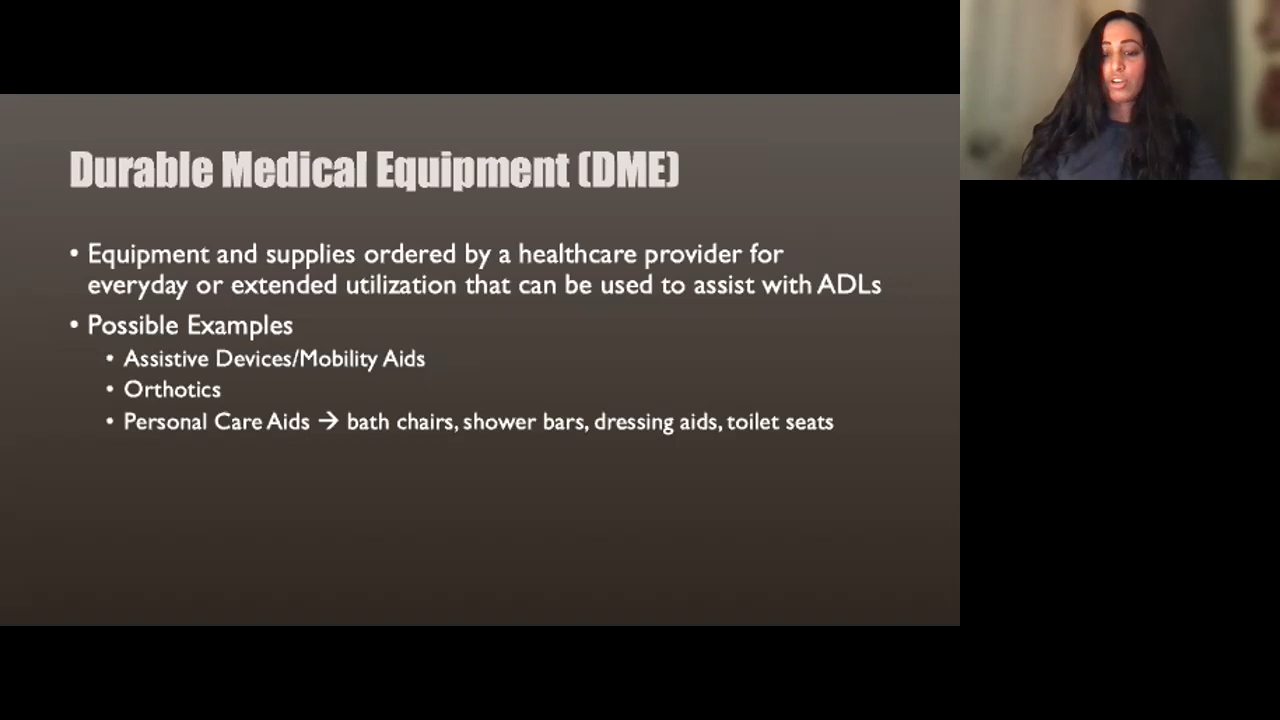 Durable Medical Equipment (DME)
• Equipment and supplies ordered by a healthcare provider for
everyday or extended utilization that can be used to assist with ADLs
• Possible Examples
• Assistive Devices/Mobility Aids
• Orthotics
• Personal Care Aids → bath chairs, shower bars, dressing aids, toilet seats